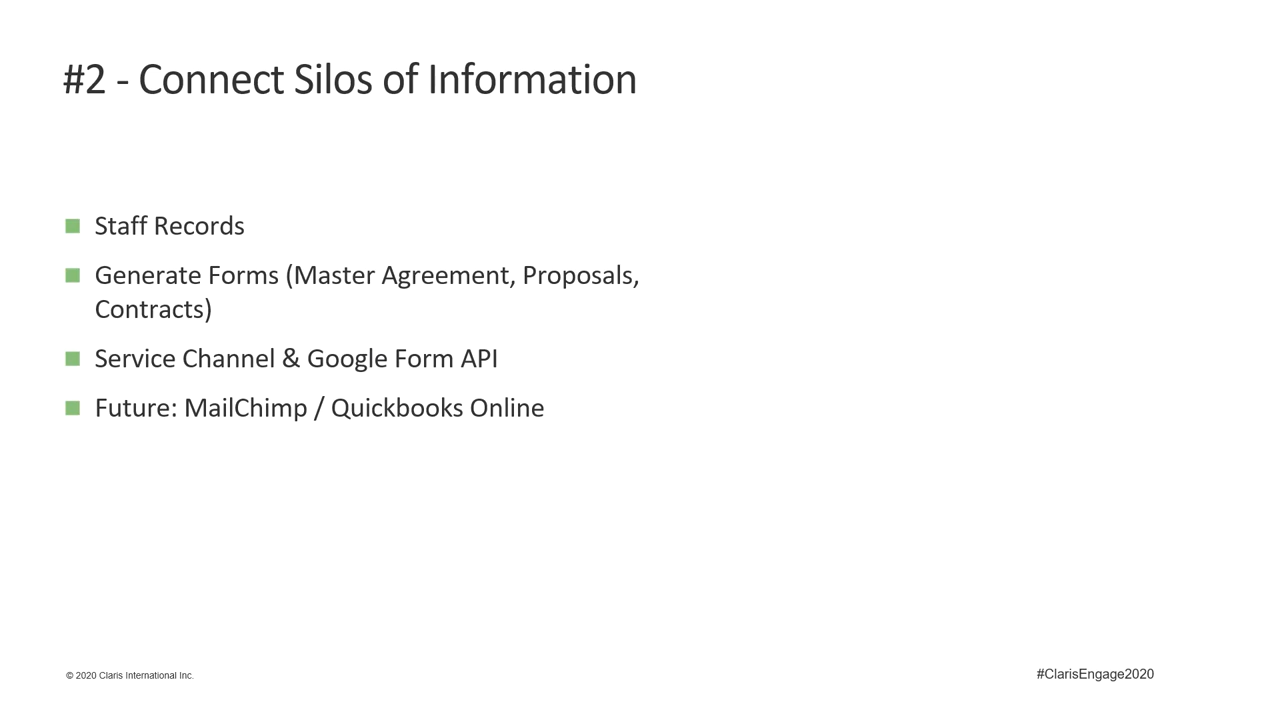 #2 - Connect Silos of Information
Staff Records
Generate Forms (Master Agreement, Proposals,
Contracts)
Service Channel & Google Form API
Future: MailChimp / Quickbooks Online
© 2020 Claris International Inc.
#ClarisEngage2020